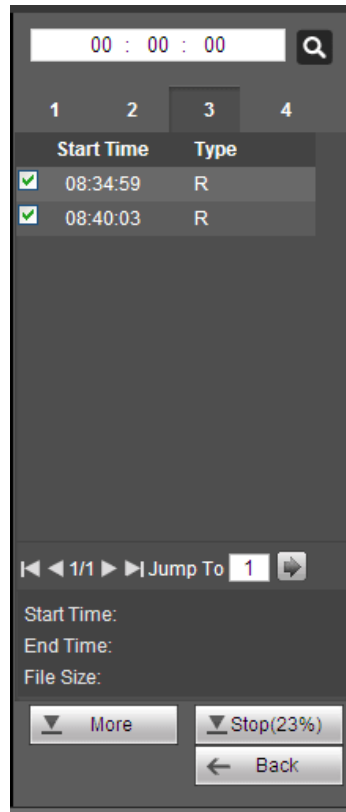 00 : 00 : 00
1 2 3 4
Start Time Type
08:34:59 R
08:40:03 R
1/1 Jump To 1
Start Time:
End Time:
File Size:
More Stop(23%)
Back